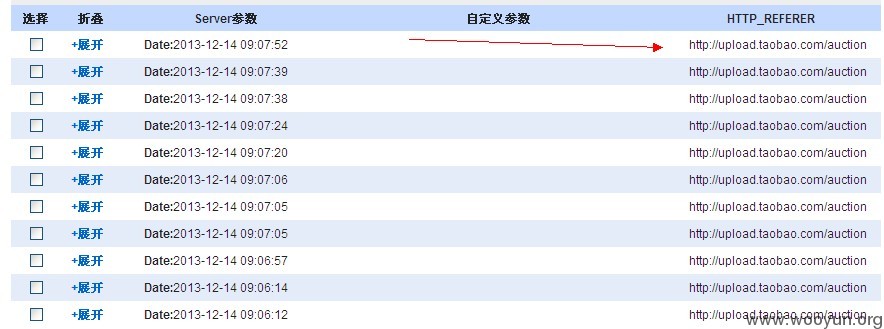 选择 折叠 Server参数 自定义参数 HTTP_REFERER
+展开 Date:2013-12-14 09:07:52 http://upload.taobao.com/auction
+展开 Date:2013-12-14 09:07:39 http://upload.taobao.com/auction
+展开 Date:2013-12-14 09:07:38 http://upload.taobao.com/auction
+展开 Date:2013-12-14 09:07:24 http://upload.taobao.com/auction
+展开 Date:2013-12-14 09:07:20 http://upload.taobao.com/auction
+展开 Date:2013-12-14 09:07:06 http://upload.taobao.com/auction
+展开 Date:2013-12-14 09:07:05 http://upload.taobao.com/auction
+展开 Date:2013-12-14 09:07:05 http://upload.taobao.com/auction
+展开 Date:2013-12-14 09:06:57 http://upload.taobao.com/auction
+展开 Date:2013-12-14 09:06:14 http://upload.taobao.com/auction
+展开 Date:2013-12-14 09:06:12 http://upload.taobao.com/auction
www.wooyun.org